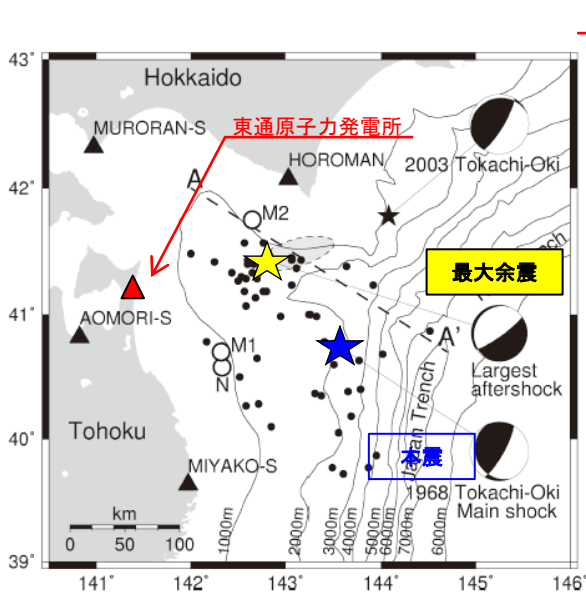 43°
Hokkaido
東通原子力発電所
MURORAN-S
HOROMAN
2003 Tokachi-Oki
42°
A
M2
最大余震
41°
AOMORI-S
M1
N
A'
Largest
aftershock
Tohoku
Japan Trench
40°
本震
MIYAKO-S
1968 Tokachi-Oki
Main shock
km
0 50 100
1000m
2000m
3000m
4000m
5000m
6000m
7000m
6000m
39°
141° 142° 143° 144° 145° 146°